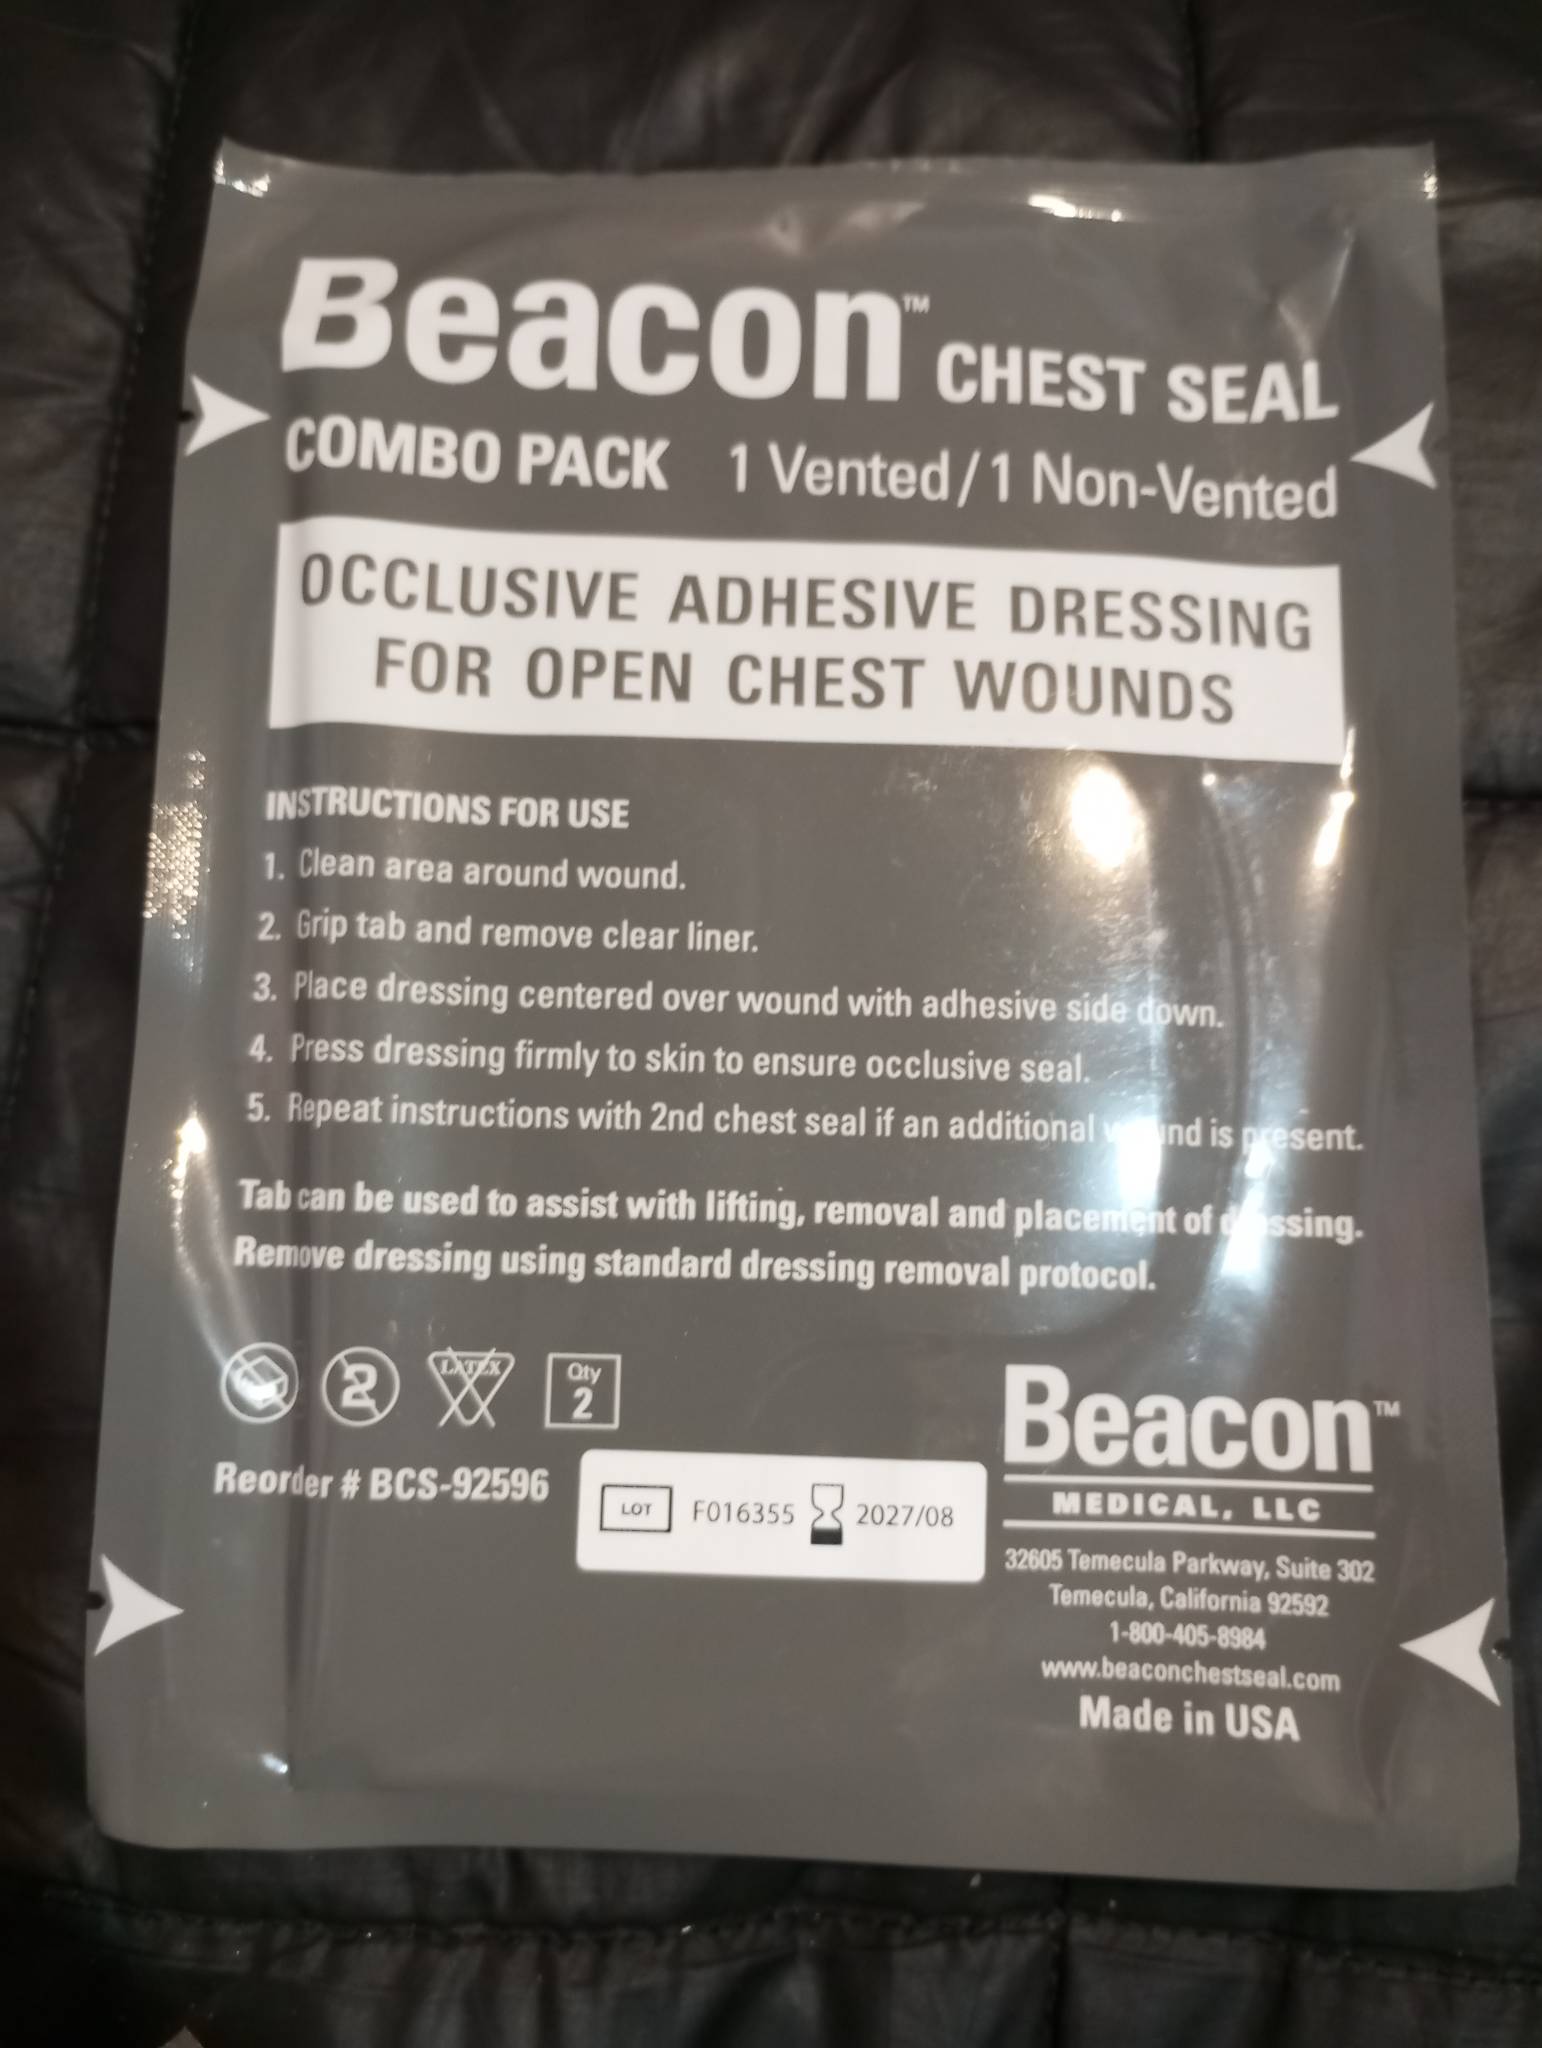 Beacon™ CHEST SEAL
COMBO PACK 1 Vented/1 Non-Vented
OCCLUSIVE ADHESIVE DRESSING
FOR OPEN CHEST WOUNDS
INSTRUCTIONS FOR USE
1. Clean area around wound.
2. Grip tab and remove clear liner.
3. Place dressing centered over wound with adhesive side down.
4. Press dressing firmly to skin to ensure occlusive seal.
5. Repeat instructions with 2nd chest seal if an additional wound is present.
Tab can be used to assist with lifting, removal and placement of dressing.
Remove dressing using standard dressing removal protocol.
2 LATEX Qty
2
Reorder # BCS-92596
LOT F016355 2027/08
Beacon™
MEDICAL, LLC
32605 Temecula Parkway, Suite 302
Temecula, California 92592
1-800-405-8984
www.beaconchestseal.com
Made in USA